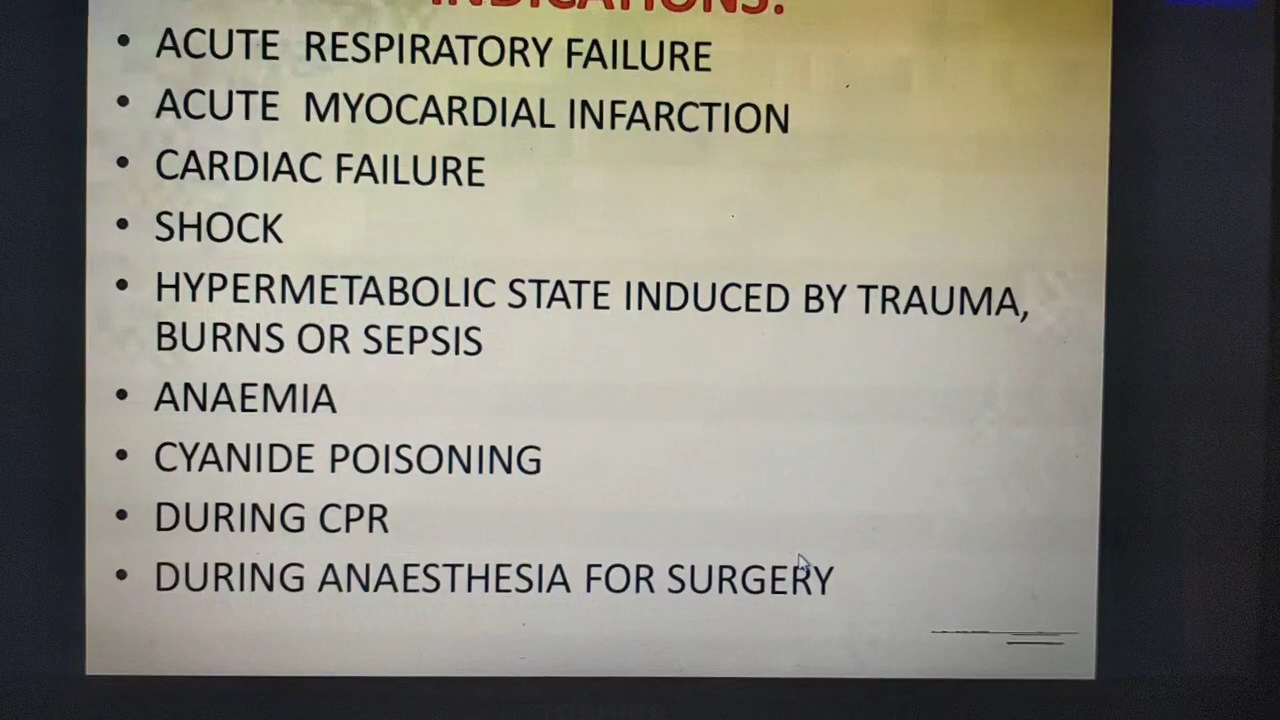 INDICATIONS:
• ACUTE RESPIRATORY FAILURE
• ACUTE MYOCARDIAL INFARCTION
• CARDIAC FAILURE
• SHOCK
• HYPERMETABOLIC STATE INDUCED BY TRAUMA,
BURNS OR SEPSIS
• ANAEMIA
• CYANIDE POISONING
• DURING CPR
• DURING ANAESTHESIA FOR SURGERY